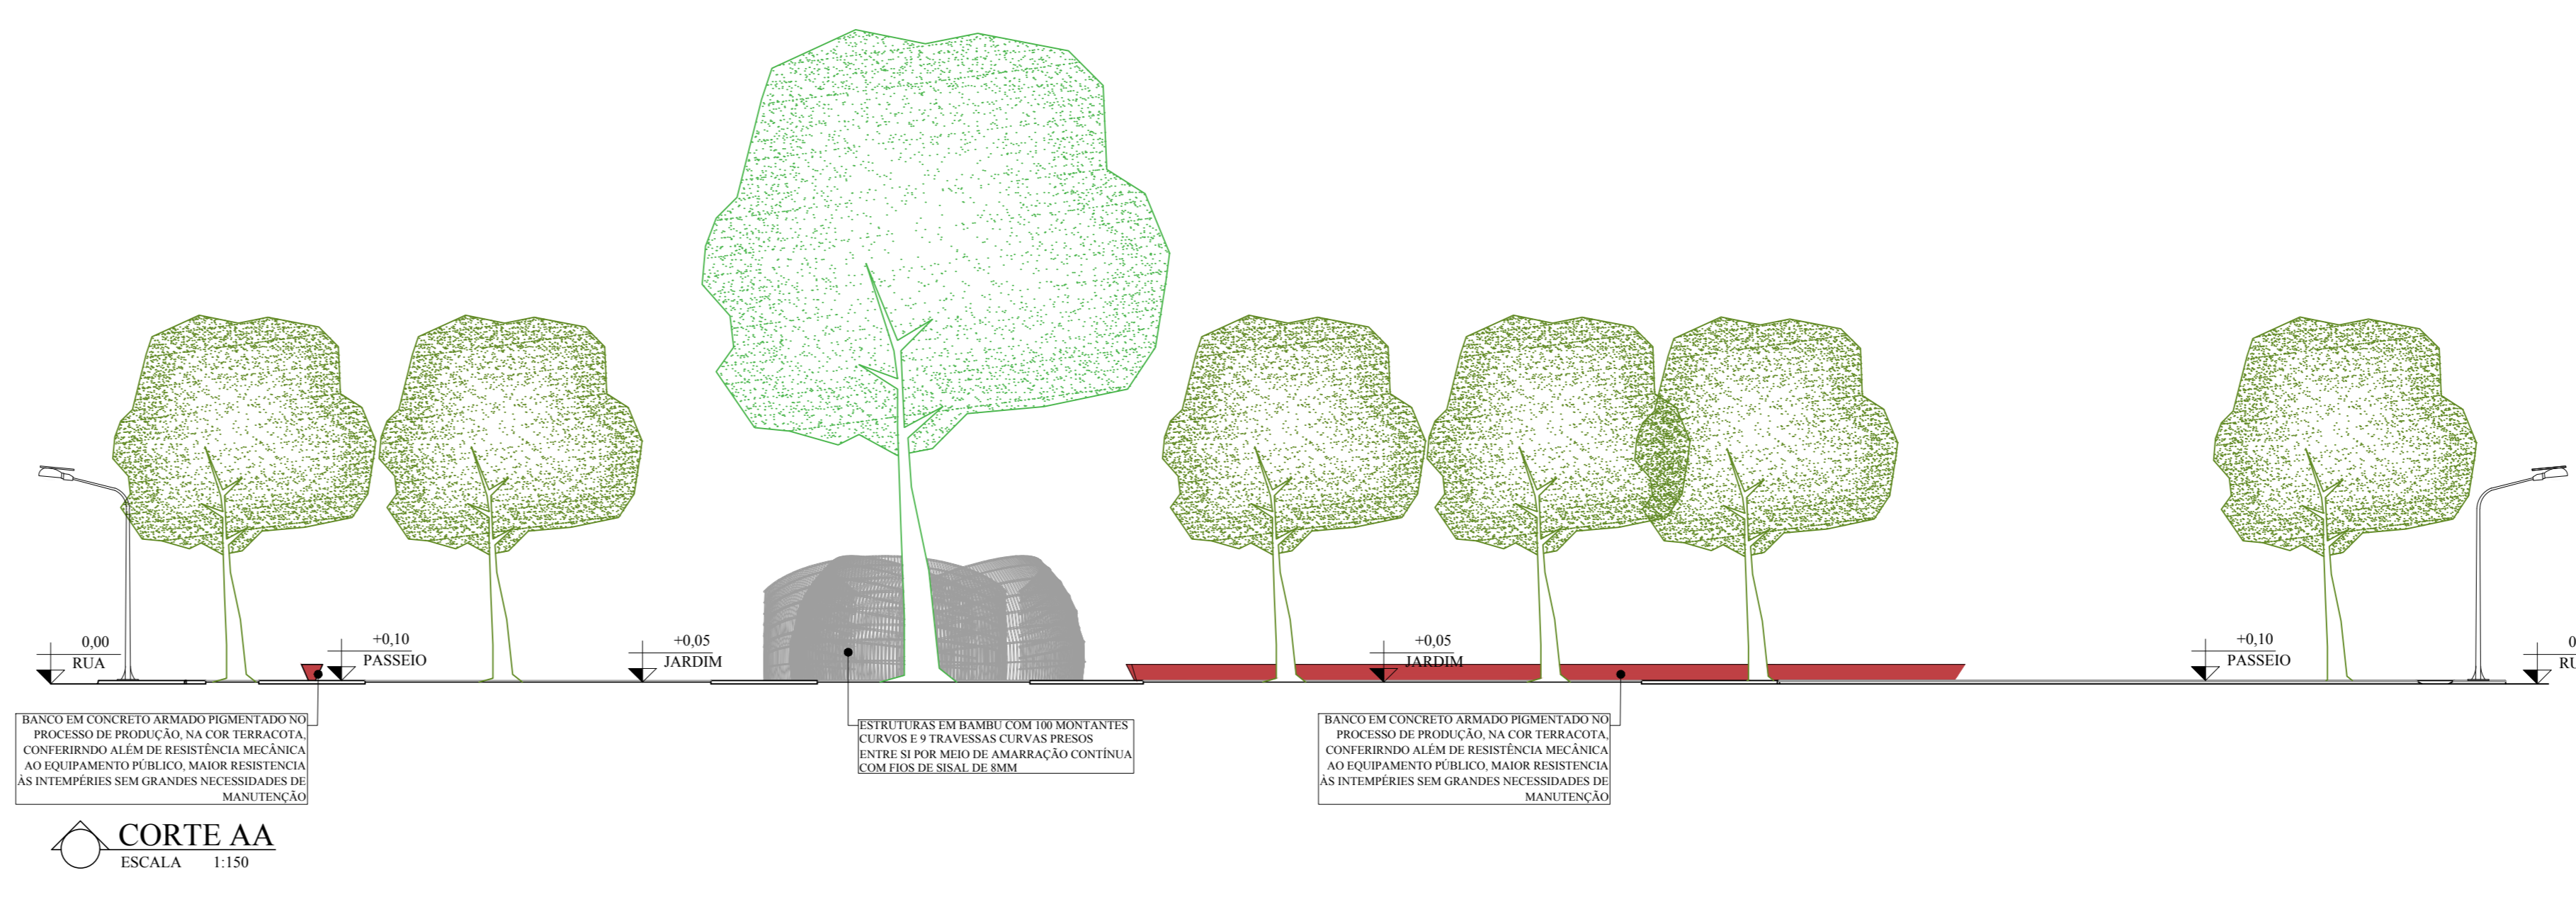 0,00
RUA
+0,10
PASSEIO
+0,05
JARDIM
+0,05
JARDIM
+0,10
PASSEIO
0
RU
BANCO EM CONCRETO ARMADO PIGMENTADO NO
PROCESSO DE PRODUÇÃO, NA COR TERRACOTA,
CONFERIRNDO ALÉM DE RESISTÊNCIA MECÂNICA
AO EQUIPAMENTO PÚBLICO, MAIOR RESISTENCIA
ÀS INTEMPÉRIES SEM GRANDES NECESSIDADES DE
MANUTENÇÃO
ESTRUTURAS EM BAMBU COM 100 MONTANTES
CURVOS E 9 TRAVESSAS CURVAS PRESOS
ENTRE SI POR MEIO DE AMARRAÇÃO CONTÍNUA
COM FIOS DE SISAL DE 8MM
BANCO EM CONCRETO ARMADO PIGMENTADO NO
PROCESSO DE PRODUÇÃO, NA COR TERRACOTA,
CONFERIRNDO ALÉM DE RESISTÊNCIA MECÂNICA
AO EQUIPAMENTO PÚBLICO, MAIOR RESISTENCIA
ÀS INTEMPÉRIES SEM GRANDES NECESSIDADES DE
MANUTENÇÃO
CORTE AA
ESCALA 1:150